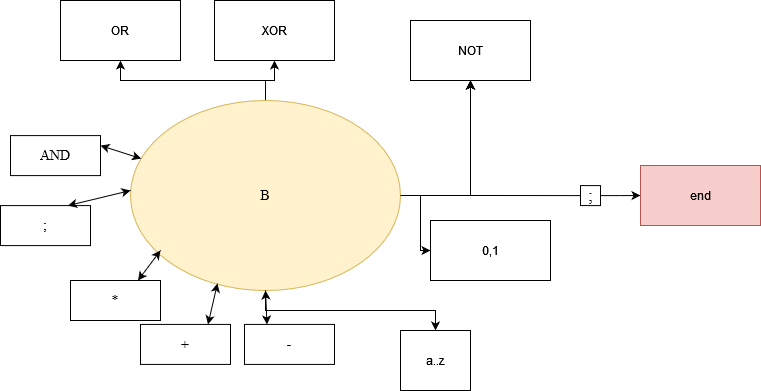 OR
XOR
NOT
AND
B
;
end
;
0,1
*
+
-
a..z